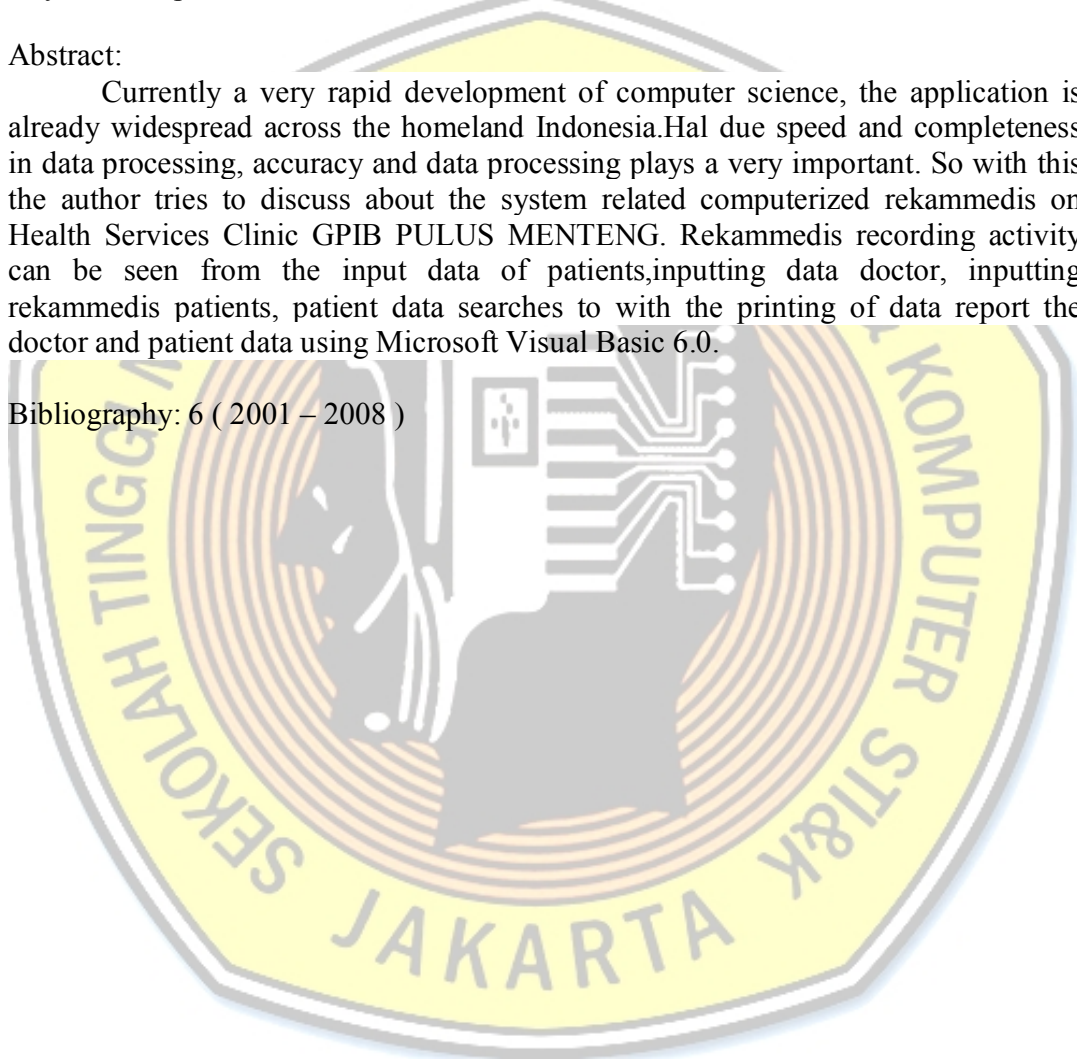 Abstract:
Currently a very rapid development of computer science, the application is
already widespread across the homeland Indonesia.Hal due speed and completeness
in data processing, accuracy and data processing plays a very important. So with this
the author tries to discuss about the system related computerized rekammedis on
Health Services Clinic GPIB PULUS MENTENG. Rekammedis recording activity
can be seen from the input data of patients,inputting data doctor, inputting
rekammedis patients, patient data searches to with the printing of data report the
doctor and patient data using Microsoft Visual Basic 6.0.
Bibliography: 6 ( 2001 – 2008 )
SEKOLAH TINGGI
& KOMPUTER STI&K
JAKARTA